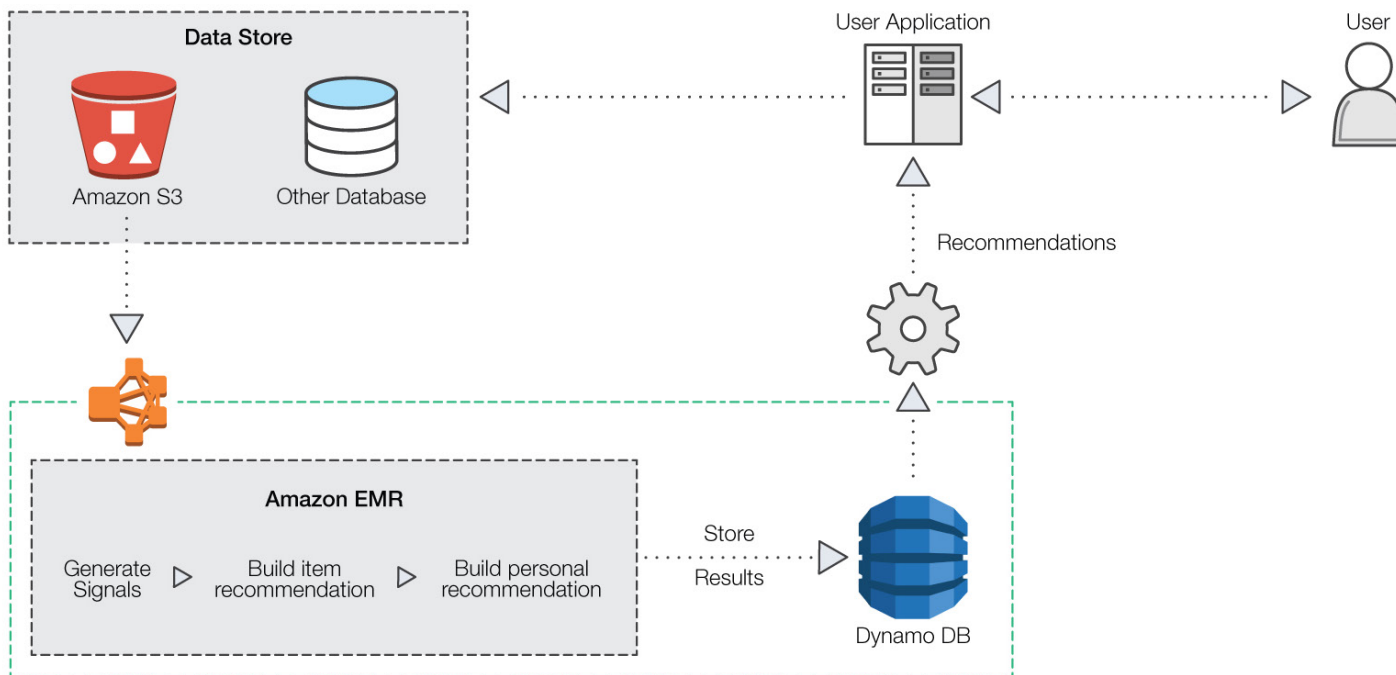 User Application
User
Data Store
Amazon S3
Other Database
Recommendations
Amazon EMR
Generate
Signals
Build item
recommendation
Build personal
recommendation
Store
Results
Dynamo DB